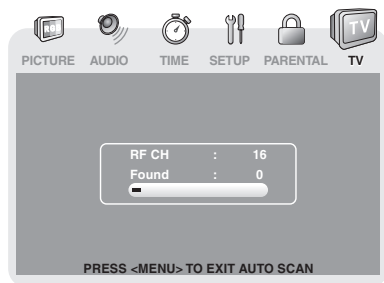 TV
PICTURE AUDIO TIME SETUP PARENTAL TV
RF CH : 16
Found : 0
PRESS <MENU> TO EXIT AUTO SCAN